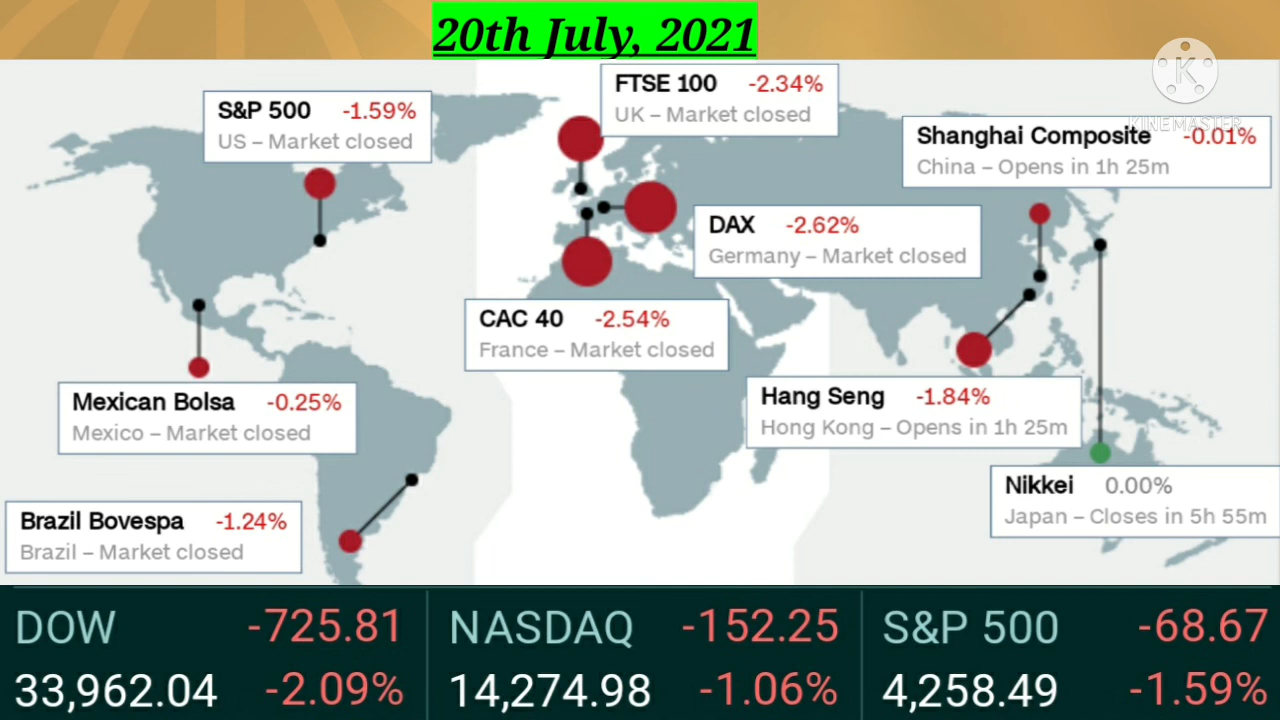 20th July, 2021
FTSE 100 -2.34%
UK – Market closed
S&P 500 -1.59%
US – Market closed
K
KINEMASTER
Shanghai Composite -0.01%
China – Opens in 1h 25m
DAX -2.62%
Germany – Market closed
CAC 40 -2.54%
France – Market closed
Mexican Bolsa -0.25%
Mexico – Market closed
Hang Seng -1.84%
Hong Kong – Opens in 1h 25m
Nikkei 0.00%
Japan – Closes in 5h 55m
Brazil Bovespa -1.24%
Brazil – Market closed
DOW -725.81
33,962.04 -2.09%
NASDAQ -152.25
14,274.98 -1.06%
S&P 500 -68.67
4,258.49 -1.59%